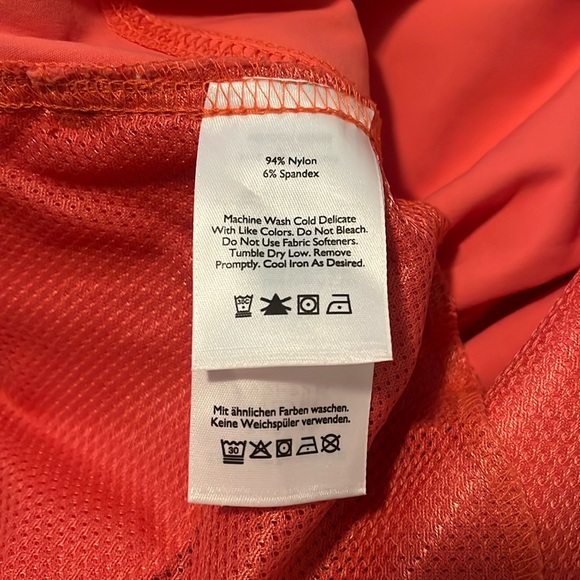 94% Nylon
6% Spandex
Machine Wash Cold Delicate
With Like Colors. Do Not Bleach.
Do Not Use Fabric Softeners.
Tumble Dry Low. Remove
Promptly. Cool Iron As Desired.
Mit ähnlichen Farben waschen.
Keine Weichspüler verwenden.
30